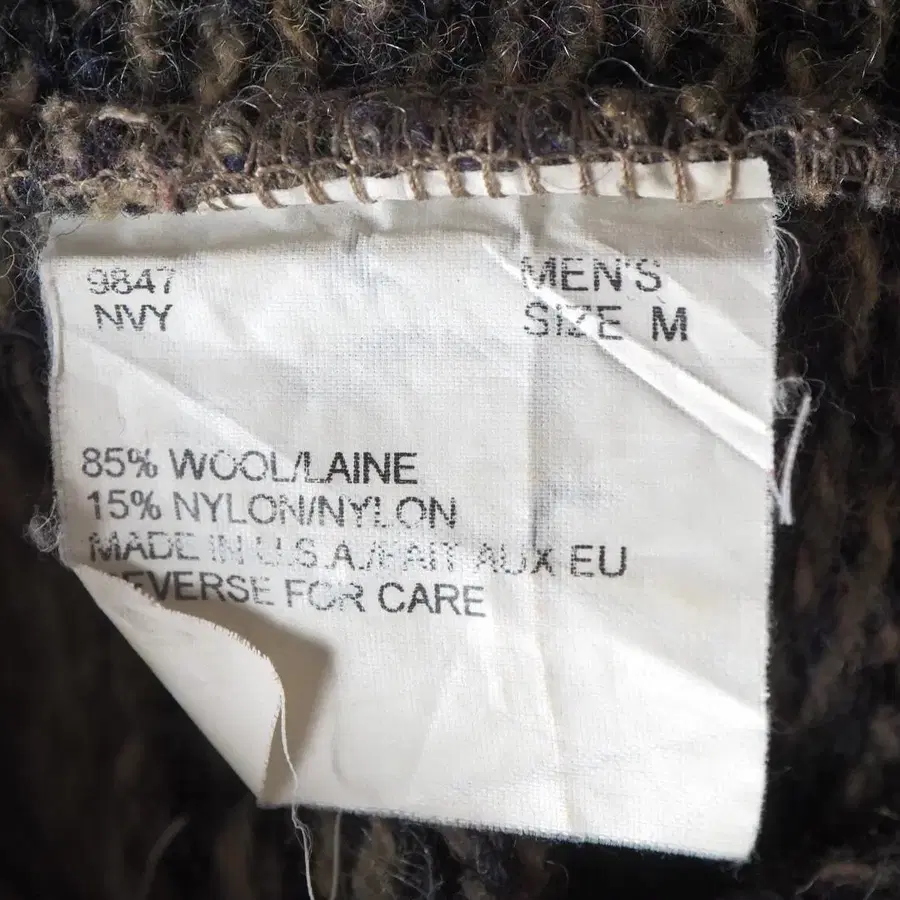 9847
NVY
MEN'S
SIZE M
85% WOOL/LAINE
15% NYLON/NYLON
MADE IN U.S.A./FAIT AUX EU
EVERSE FOR CARE